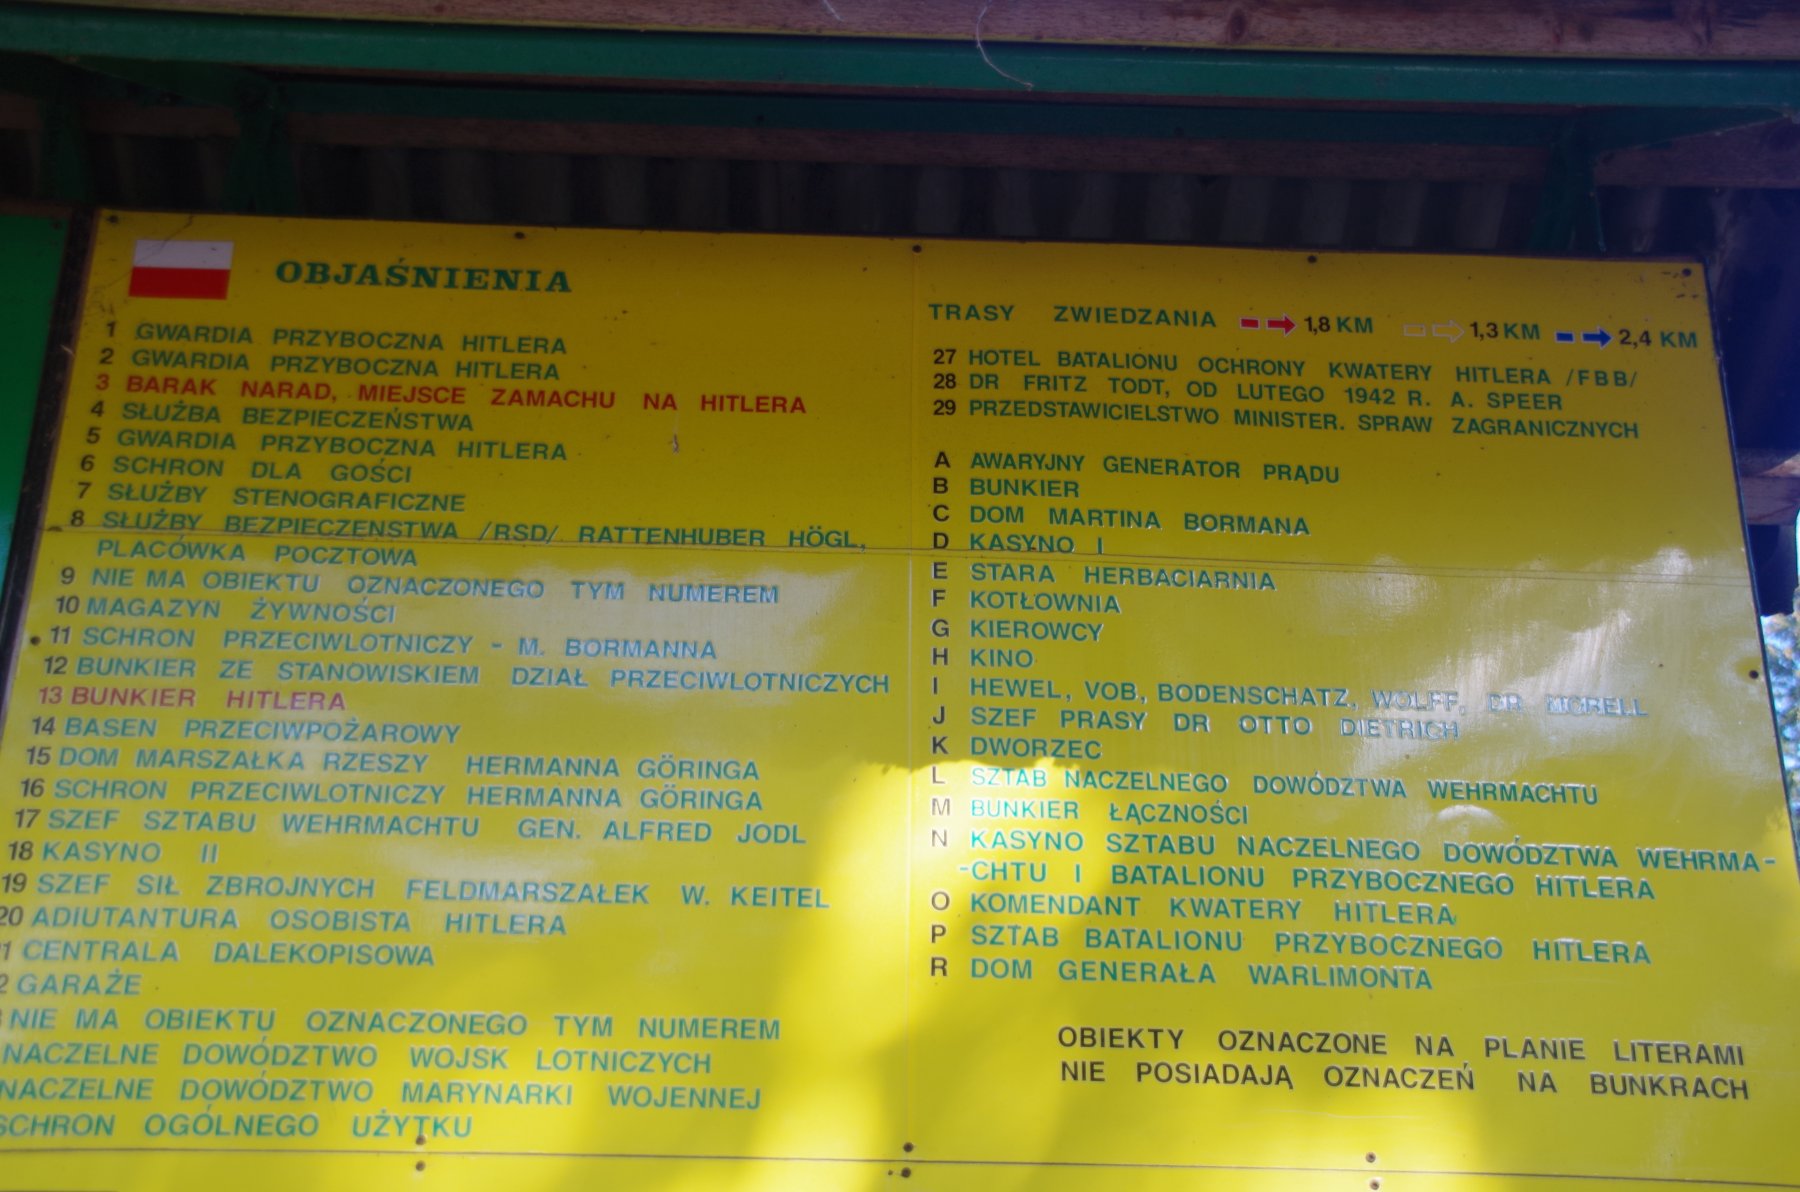 OBJAŚNIENIA
1 GWARDIA PRZYBOCZNA HITLERA
2 GWARDIA PRZYBOCZNA HITLERA
3 BARAK NARAD, MIEJSCE ZAMACHU NA HITLERA
4 SŁUŻBA BEZPIECZEŃSTWA
5 GWARDIA PRZYBOCZNA HITLERA
6 SCHRON DLA GOŚCI
7 SŁUŻBY STENOGRAFICZNE
8 SŁUŻBY BEZPIECZENSTWA /RSD/ RATTENHUBER HÖGL,
PLACÓWKA POCZTOWA
9 NIE MA OBIEKTU OZNACZONEGO TYM NUMEREM
10 MAGAZYN ŻYWNOŚCI
11 SCHRON PRZECIWLOTNICZY - M. BORMANNA
12 BUNKIER ZE STANOWISKIEM DZIAŁ PRZECIWLOTNICZYCH
13 BUNKIER HITLERA
14 BASEN PRZECIWPOŻAROWY
15 DOM MARSZAŁKA RZESZY HERMANNA GÖRINGA
16 SCHRON PRZECIWLOTNICZY HERMANNA GÖRINGA
17 SZEF SZTABU WEHRMACHTU GEN. ALFRED JODL
18 KASYNO II
19 SZEF SIŁ ZBROJNYCH FELDMARSZAŁEK W. KEITEL
20 ADIUTANTURA OSOBISTA HITLERA
1 CENTRALA DALEKOPISOWA
2 GARAŻE
NIE MA OBIEKTU OZNACZONEGO TYM NUMEREM
NACZELNE DOWÓDZTWO WOJSK LOTNICZYCH
NACZELNE DOWÓDZTWO MARYNARKI WOJENNEJ
SCHRON OGÓLNEGO UŻYTKU
TRASY ZWIEDZANIA 1,8 KM 1,3 KM 2,4 KM
27 HOTEL BATALIONU OCHRONY KWATERY HITLERA /FBB/
28 DR FRITZ TODT, OD LUTEGO 1942 R. A. SPEER
29 PRZEDSTAWICIELSTWO MINISTER. SPRAW ZAGRANICZNYCH
A AWARYJNY GENERATOR PRĄDU
B BUNKIER
C DOM MARTINA BORMANA
D KASYNO I
E STARA HERBACIARNIA
F KOTŁOWNIA
G KIEROWCY
H KINO
I HEWEL, VOB, BODENSCHATZ, WOLFF, DR MORELL
J SZEF PRASY DR OTTO DIETRICH
K DWORZEC
L SZTAB NACZELNEGO DOWÓDZTWA WEHRMACHTU
M BUNKIER ŁĄCZNOŚCI
N KASYNO SZTABU NACZELNEGO DOWÓDZTWA WEHRMA-
-CHTU I BATALIONU PRZYBOCZNEGO HITLERA
O KOMENDANT KWATERY HITLERA
P SZTAB BATALIONU PRZYBOCZNEGO HITLERA
R DOM GENERAŁA WARLIMONTA
OBIEKTY OZNACZONE NA PLANIE LITERAMI
NIE POSIADAJĄ OZNACZEŃ NA BUNKRACH